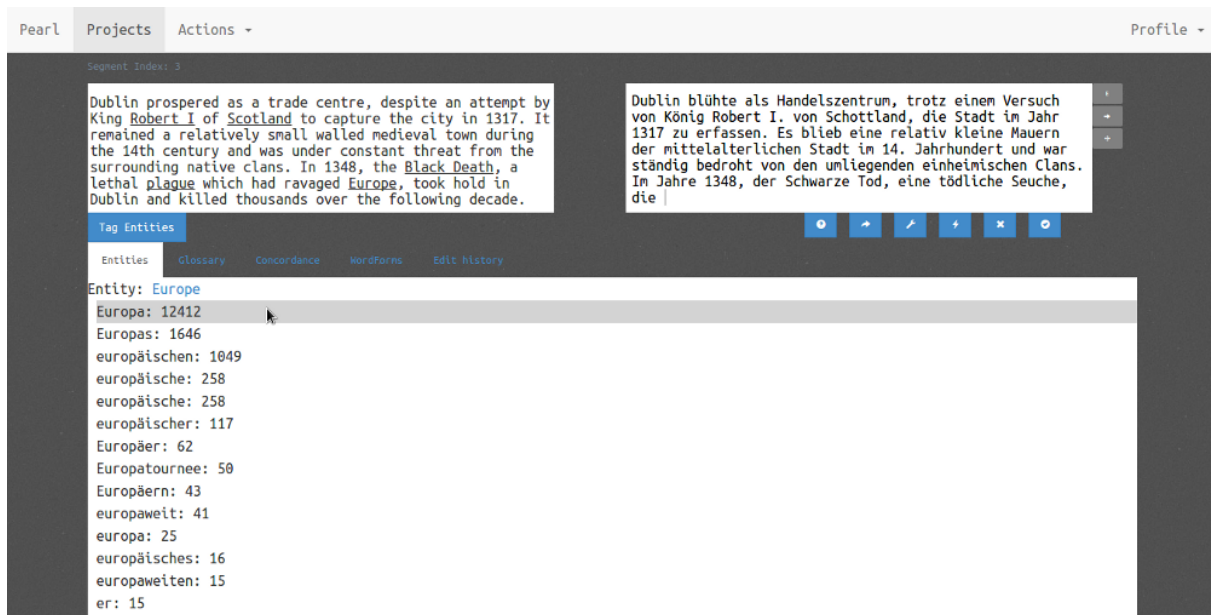 Pearl Projects Actions Profile
Segment Index: 3
Dublin prospered as a trade centre, despite an attempt by
King Robert I of Scotland to capture the city in 1317. It
remained a relatively small walled medieval town during
the 14th century and was under constant threat from the
surrounding native clans. In 1348, the Black Death, a
lethal plague which had ravaged Europe, took hold in
Dublin and killed thousands over the following decade.
Dublin blühte als Handelszentrum, trotz einem Versuch
von König Robert I. von Schottland, die Stadt im Jahr
1317 zu erfassen. Es blieb eine relativ kleine Mauern
der mittelalterlichen Stadt im 14. Jahrhundert und war
ständig bedroht von den umliegenden einheimischen Clans.
Im Jahre 1348, der Schwarze Tod, eine tödliche Seuche,
die
Tag Entities
Entities Glossary Concordance WordForms Edit history
Entity: Europe
Europa: 12412
Europas: 1646
europäischen: 1049
europäische: 258
europäische: 258
europäischer: 117
Europäer: 62
Europatournee: 50
Europäern: 43
europaweit: 41
europa: 25
europäisches: 16
europaweiten: 15
er: 15